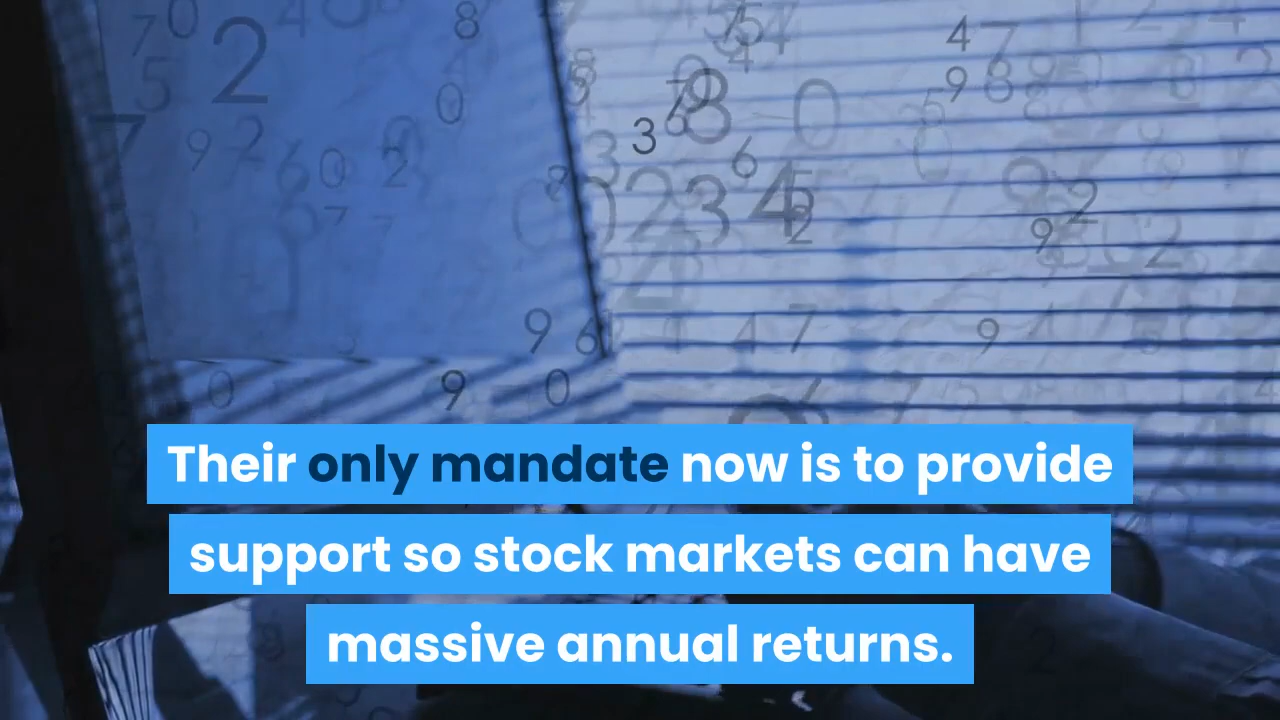 Their only mandate now is to provide
support so stock markets can have
massive annual returns.